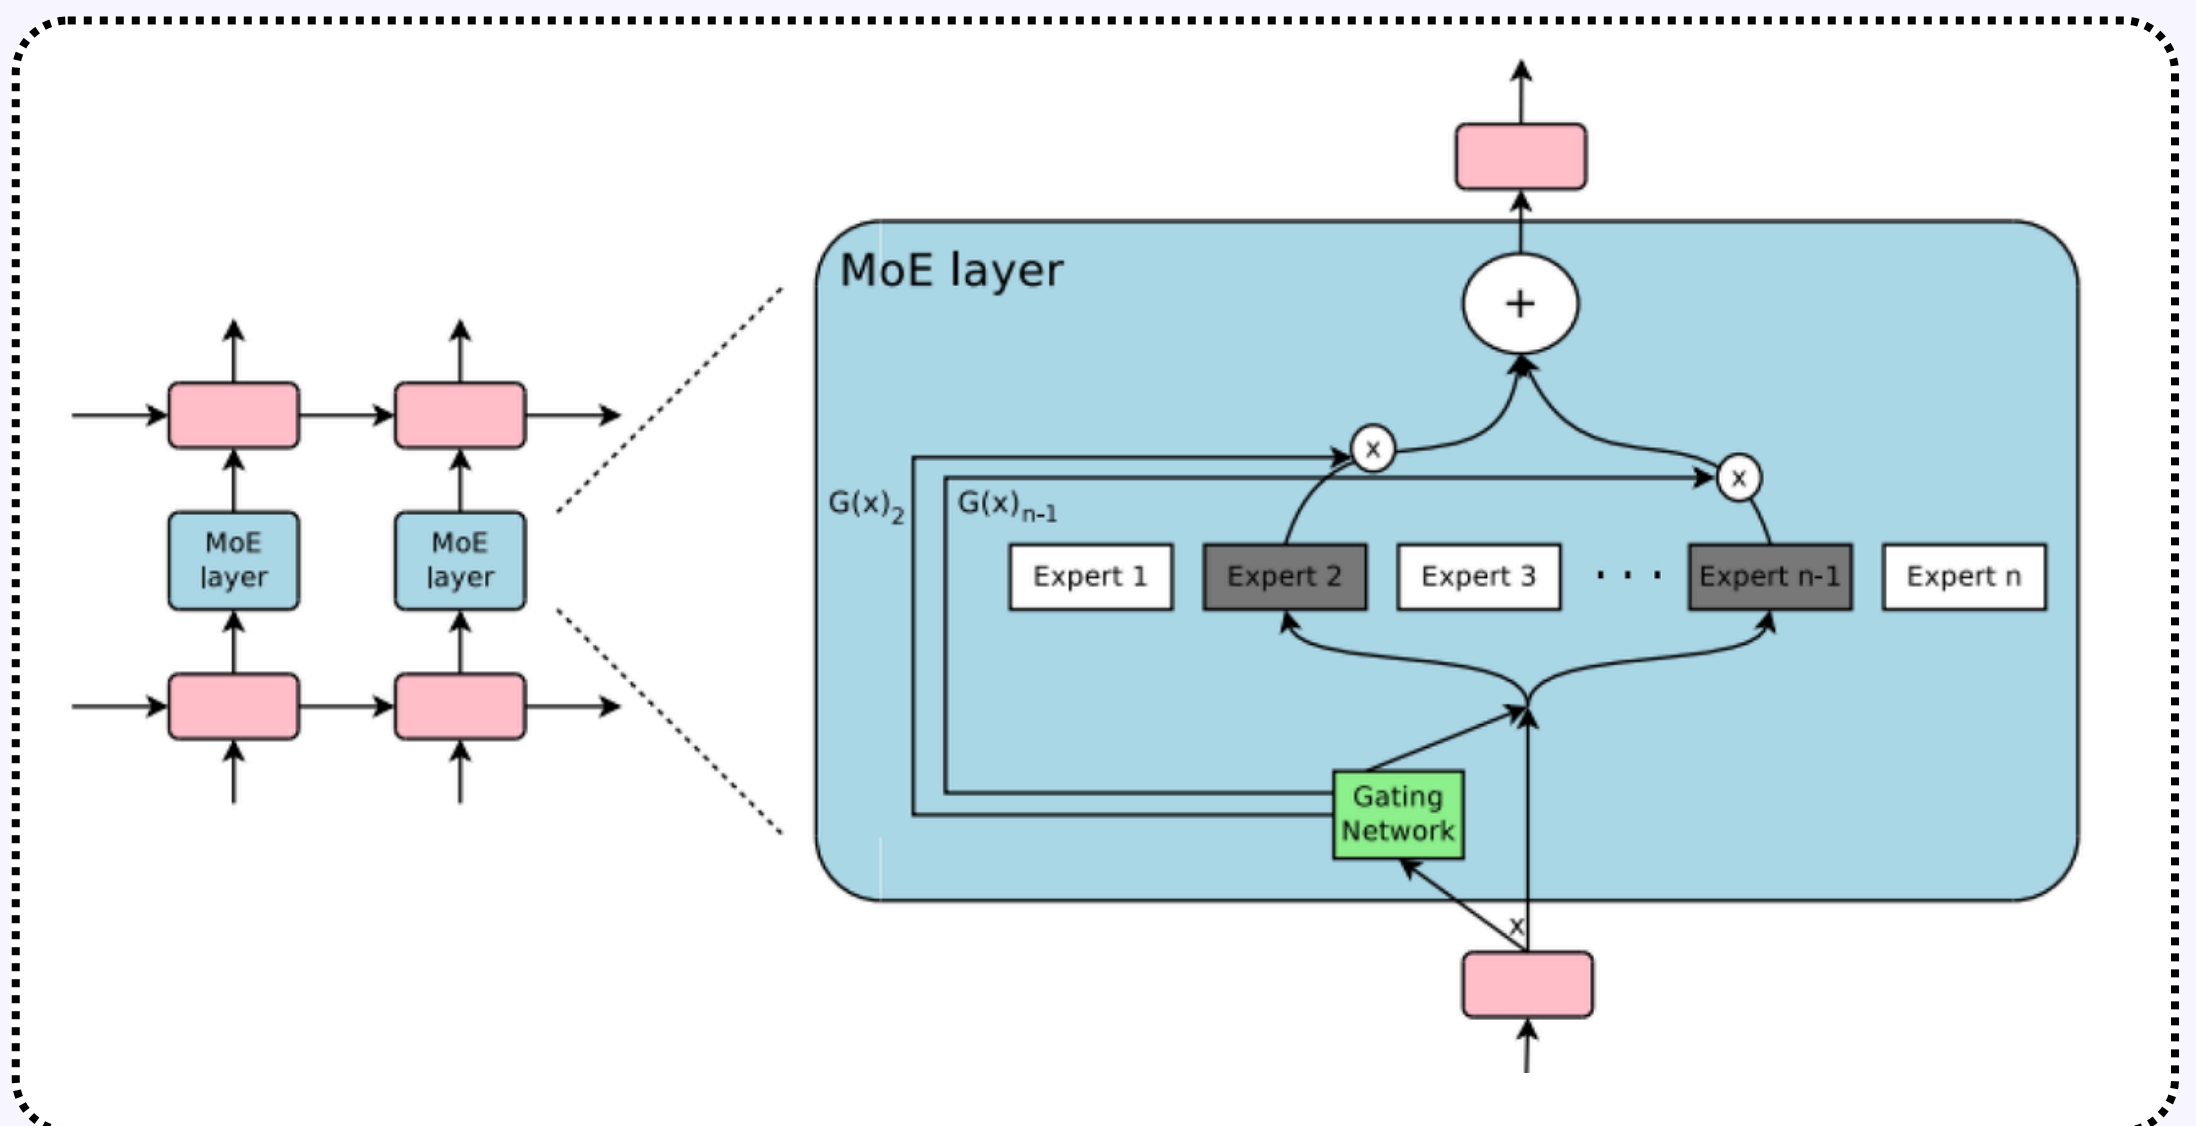 MoE layer
+
x
x
G(x)2
G(x)n-1
MoE
layer
MoE
layer
Expert 1
Expert 2
Expert 3
. . .
Expert n-1
Expert n
Gating
Network
x